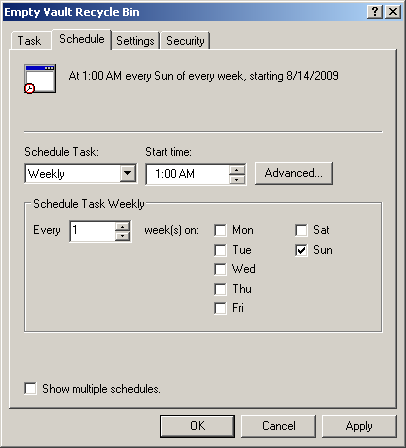 Empty Vault Recycle Bin
Task Schedule Settings Security
At 1:00 AM every Sun of every week, starting 8/14/2009
Schedule Task: Start time:
Weekly 1:00 AM Advanced...
Schedule Task Weekly
Every 1 week(s) on: Mon Sat
Tue Sun
Wed
Thu
Fri
Show multiple schedules.
OK Cancel Apply